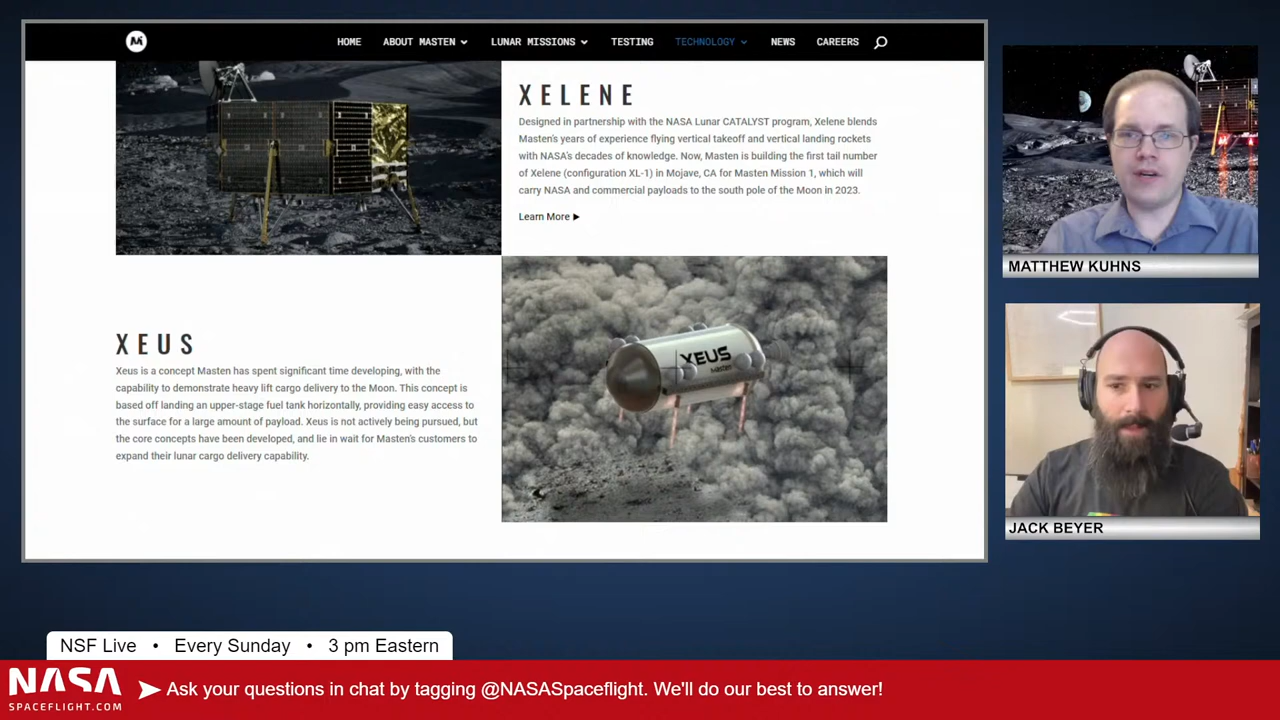 HOME
ABOUT MASTEN
LUNAR MISSIONS
TESTING
TECHNOLOGY
NEWS
CAREERS
XELENE
Designed in partnership with the NASA Lunar CATALYST program, Xelene blends
Masten's years of experience flying vertical takeoff and vertical landing rockets
with NASA's decades of knowledge. Now, Masten is building the first tail number
of Xelene (configuration XL-1) in Mojave, CA for Masten Mission 1, which will
carry NASA and commercial payloads to the south pole of the Moon in 2023.
Learn More
XEUS
Xeus is a concept Masten has spent significant time developing, with the
capability to demonstrate heavy lift cargo delivery to the Moon. This concept is
based off landing an upper-stage fuel tank horizontally, providing easy access to
the surface for a large amount of payload. Xeus is not actively being pursued, but
the core concepts have been developed, and lie in wait for Masten's customers to
expand their lunar cargo delivery capability.
XEUS
Masten
MATTHEW KUHNS
JACK BEYER
NSF Live • Every Sunday • 3 pm Eastern
NASA
SPACEFLIGHT.COM
Ask your questions in chat by tagging @NASASpaceflight. We'll do our best to answer!